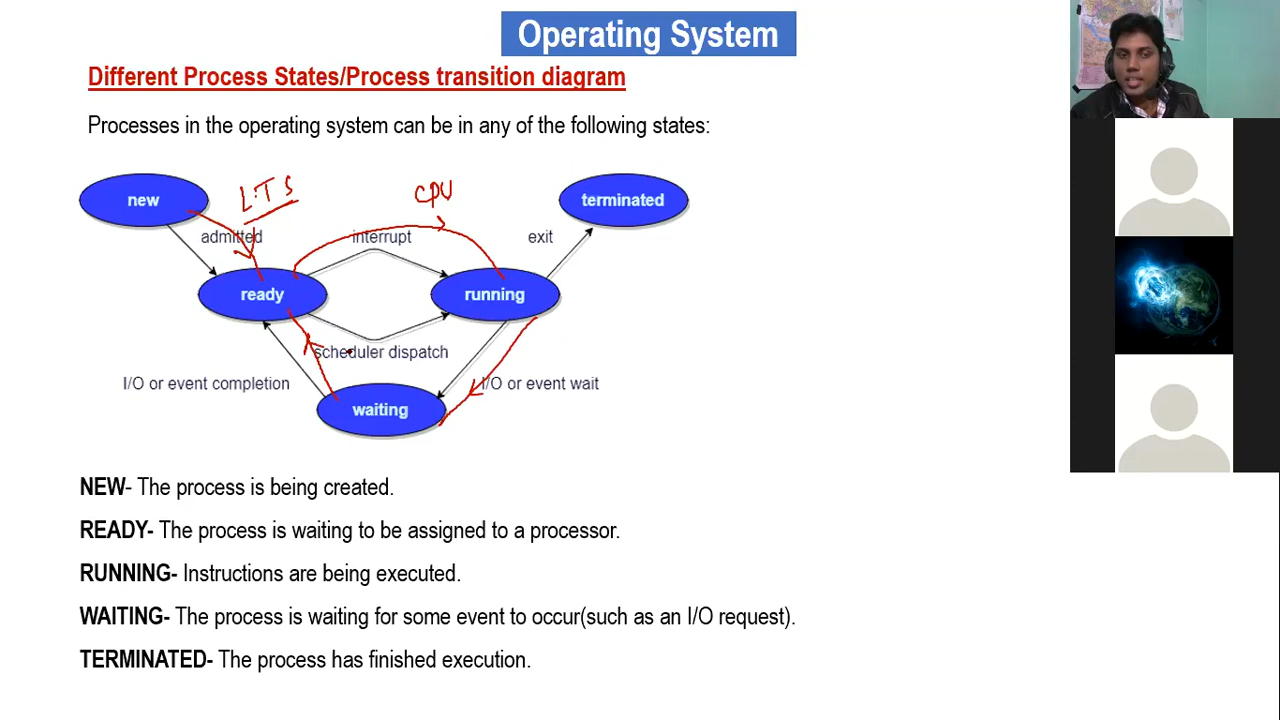 Operating System
Different Process States/Process transition diagram
Processes in the operating system can be in any of the following states:
new
L.T.S
CPU
terminated
admitted
interrupt
exit
ready
running
scheduler dispatch
I/O or event completion
I/O or event wait
waiting
NEW- The process is being created.
READY- The process is waiting to be assigned to a processor.
RUNNING- Instructions are being executed.
WAITING- The process is waiting for some event to occur(such as an I/O request).
TERMINATED- The process has finished execution.